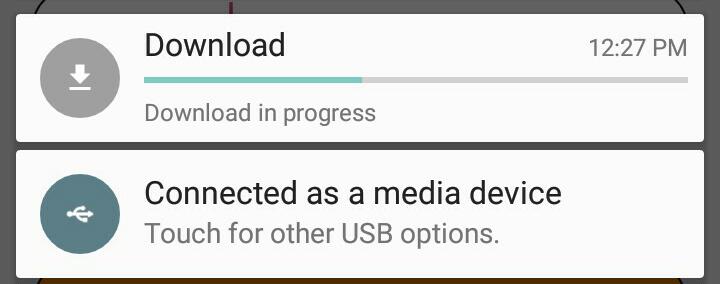 Download
12:27 PM
Download in progress
Connected as a media device
Touch for other USB options.